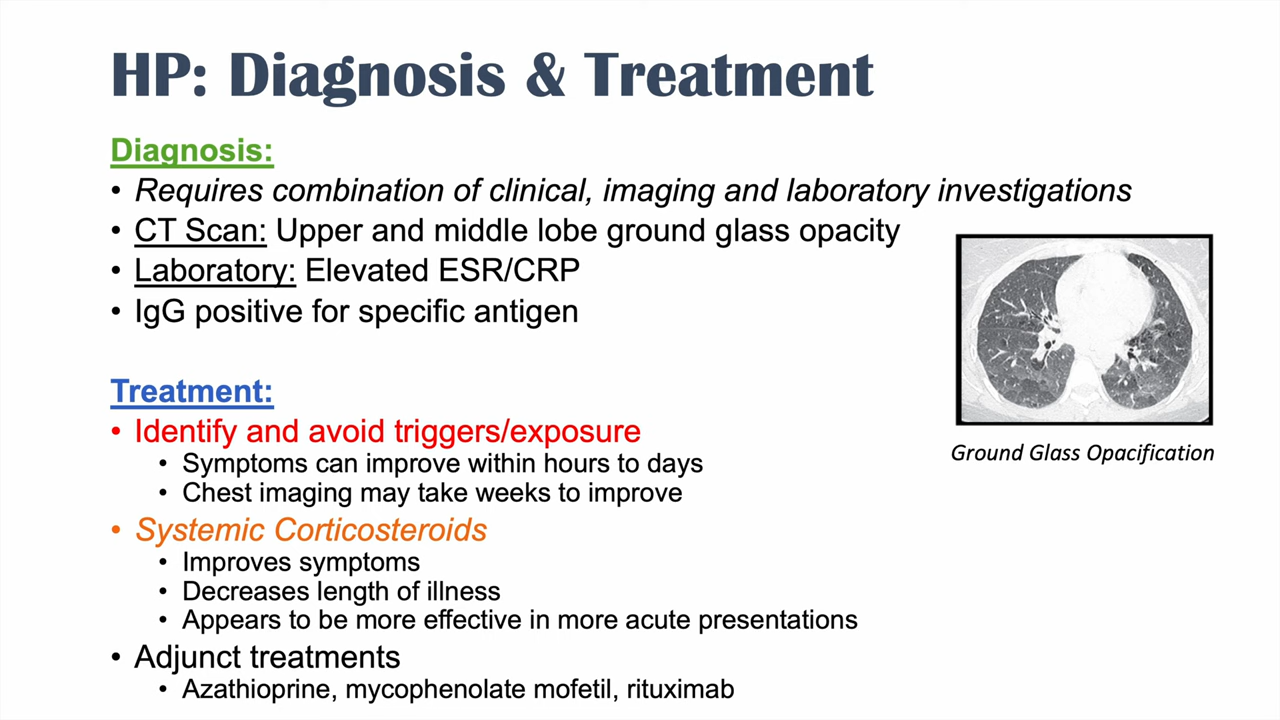 HP: Diagnosis & Treatment
Diagnosis:
• Requires combination of clinical, imaging and laboratory investigations
• CT Scan: Upper and middle lobe ground glass opacity
• Laboratory: Elevated ESR/CRP
• IgG positive for specific antigen
Ground Glass Opacification
Treatment:
• Identify and avoid triggers/exposure
• Symptoms can improve within hours to days
• Chest imaging may take weeks to improve
• Systemic Corticosteroids
• Improves symptoms
• Decreases length of illness
• Appears to be more effective in more acute presentations
• Adjunct treatments
• Azathioprine, mycophenolate mofetil, rituximab